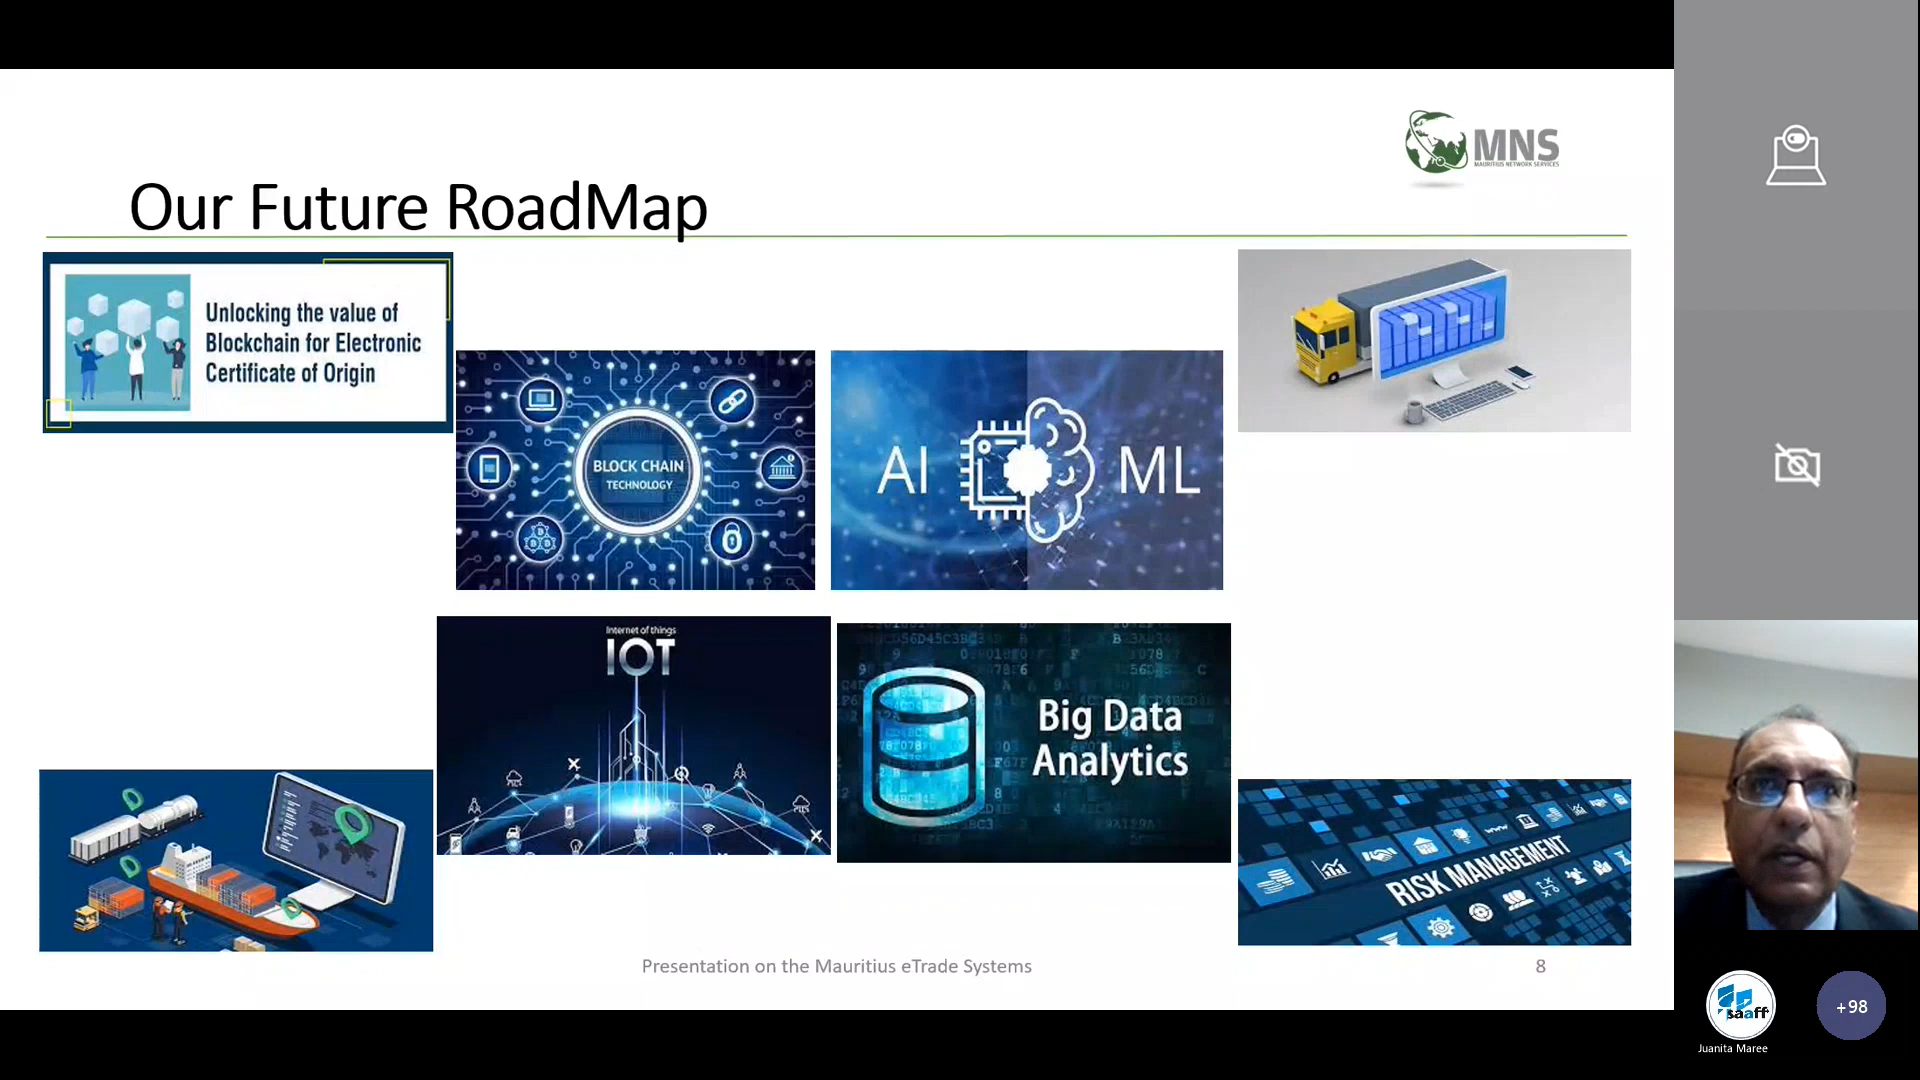 MNS
MAURITIUS NETWORK SERVICES
Our Future RoadMap
Unlocking the value of
Blockchain for Electronic
Certificate of Origin
BLOCK CHAIN
TECHNOLOGY
AI ML
Internet of things
IOT
Big Data
Analytics
www
RISK MANAGEMENT
Presentation on the Mauritius eTrade Systems
8
saaff
Juanita Maree
+98